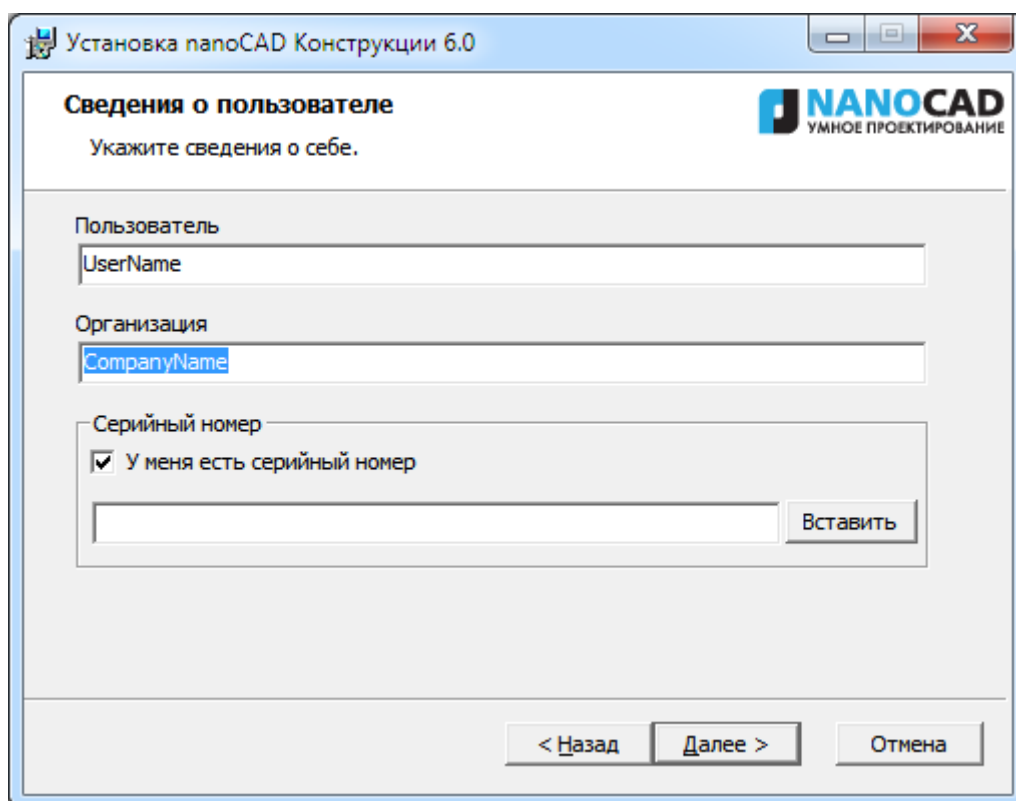 Установка nanoCAD Конструкции 6.0
Сведения о пользователе
Укажите сведения о себе.
NANOCAD
УМНОЕ ПРОЕКТИРОВАНИЕ
Пользователь
UserName
Организация
CompanyName
Серийный номер
У меня есть серийный номер
Вставить
< Назад Далее > Отмена